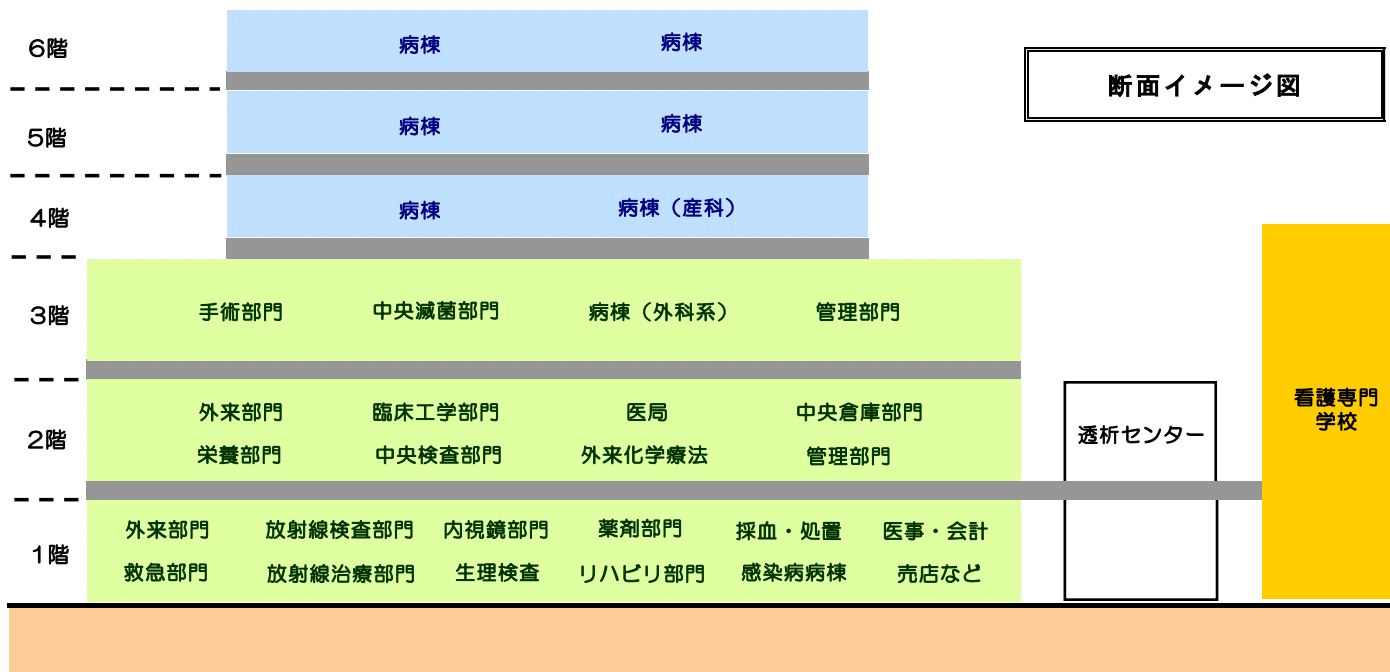 断面イメージ図
6階
病棟 病棟
5階
病棟 病棟
4階
病棟 病棟（産科）
3階
手術部門 中央滅菌部門 病棟（外科系） 管理部門
2階
外来部門 臨床工学部門 医局 中央倉庫部門
栄養部門 中央検査部門 外来化学療法 管理部門
1階
外来部門 放射線検査部門 内視鏡部門 薬剤部門 採血・処置 医事・会計
救急部門 放射線治療部門 生理検査 リハビリ部門 感染病病棟 売店など
透析センター
看護専門
学校